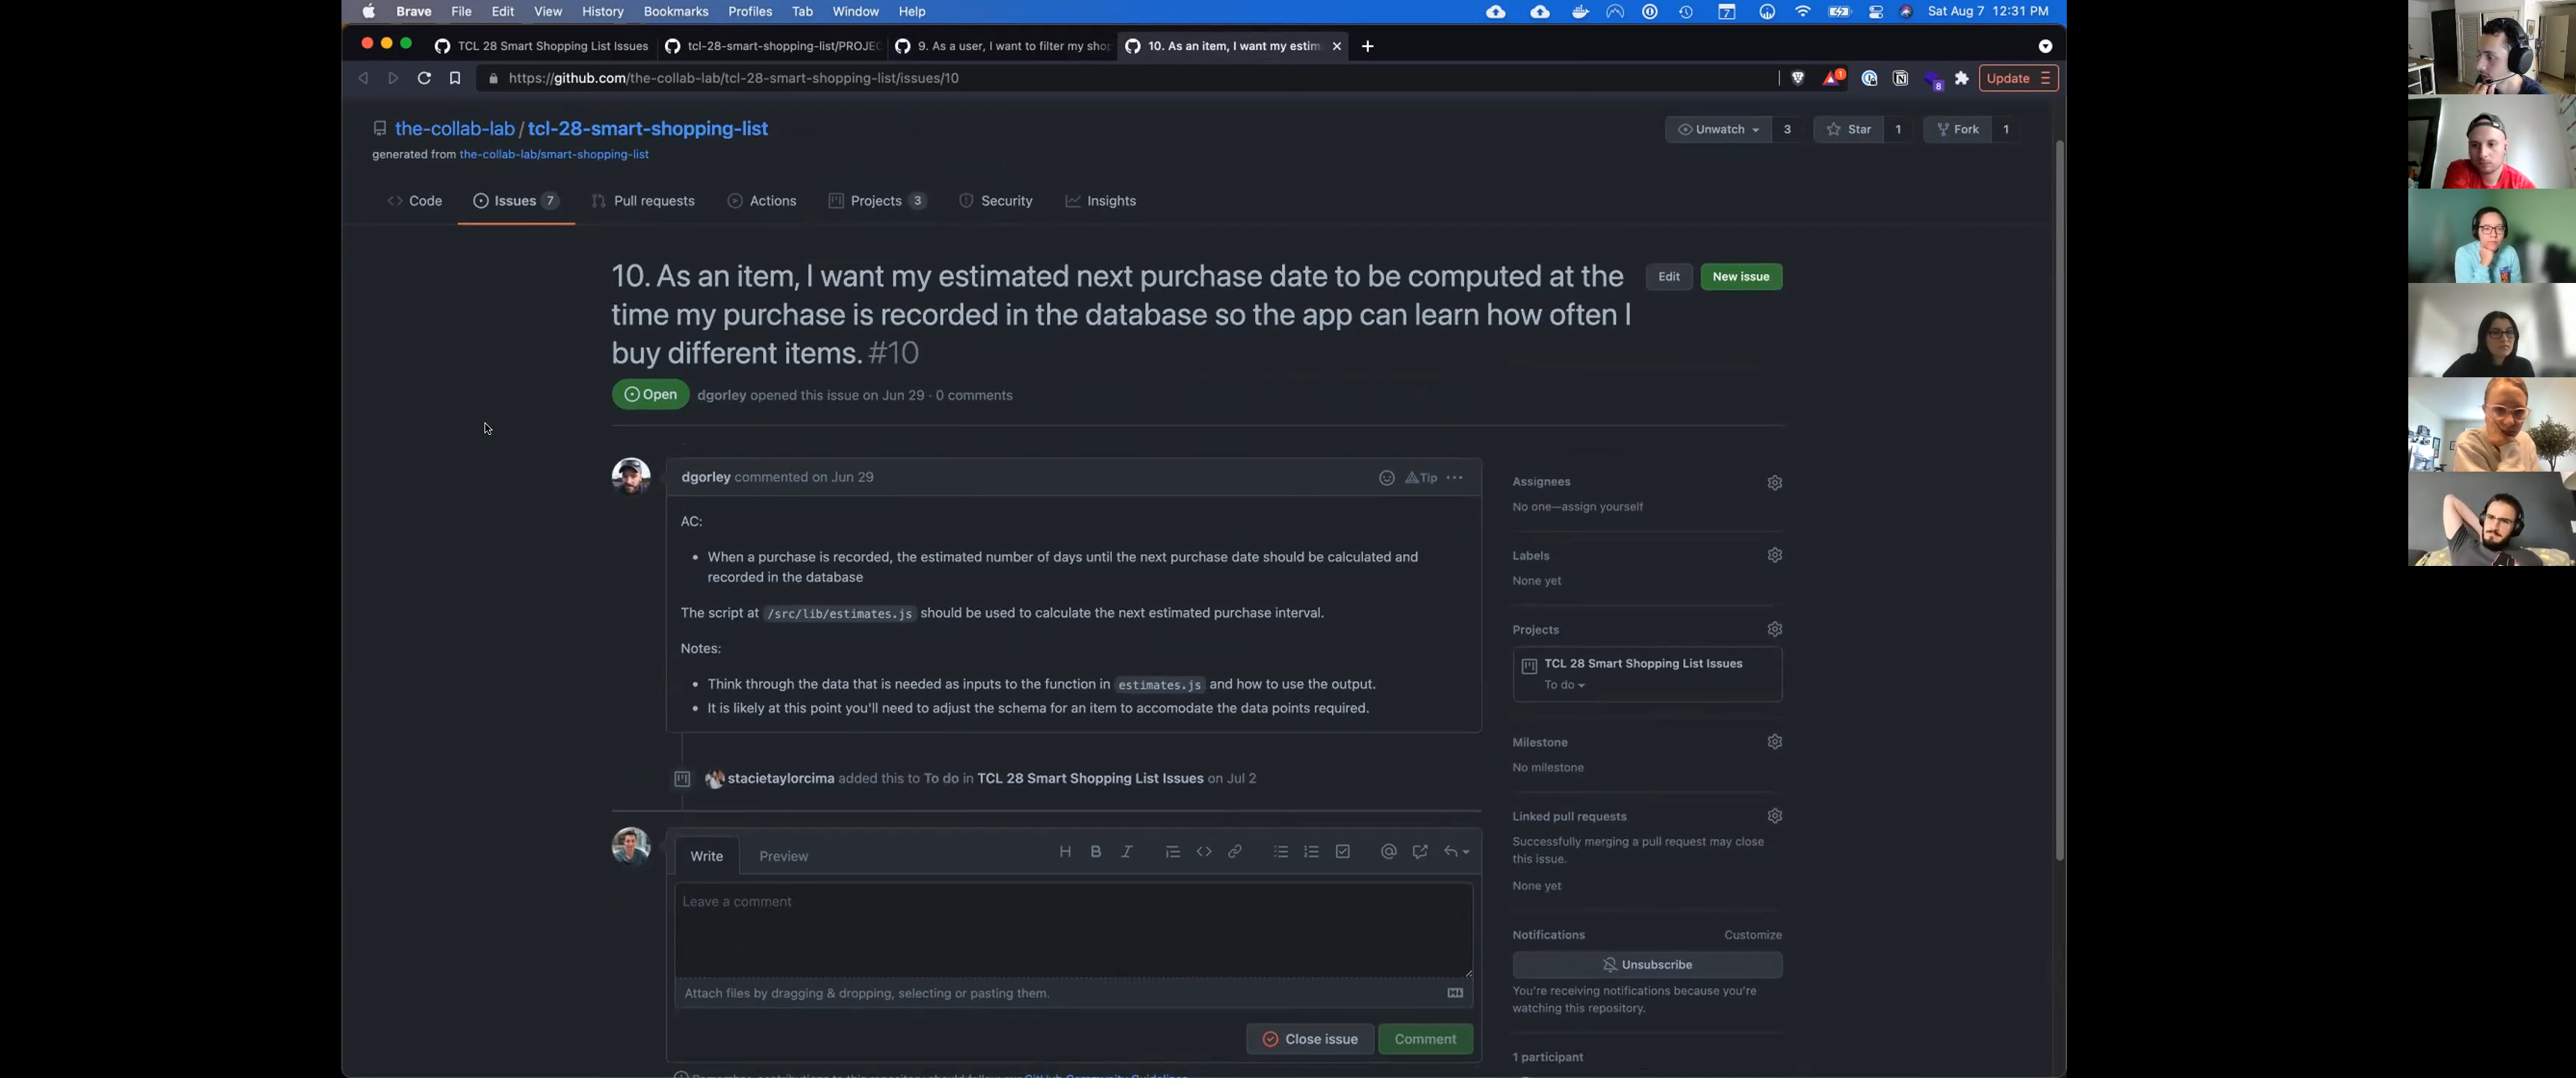 Brave File Edit View History Bookmarks Profiles Tab Window Help
7
Sat Aug 7 12:31 PM
TCL 28 Smart Shopping List Issues
tcl-28-smart-shopping-list/PROJEC
9. As a user, I want to filter my shop
10. As an item, I want my estim
https://github.com/the-collab-lab/tcl-28-smart-shopping-list/issues/10
1
8
Update
the-collab-lab / tcl-28-smart-shopping-list
Unwatch 3
Star 1
Fork 1
generated from the-collab-lab/smart-shopping-list
Code
Issues 7
Pull requests
Actions
Projects 3
Security
Insights
10. As an item, I want my estimated next purchase date to be computed at the
time my purchase is recorded in the database so the app can learn how often I
buy different items. #10
Edit
New issue
Open
dgorley opened this issue on Jun 29 · 0 comments
dgorley commented on Jun 29
Tip
AC:
• When a purchase is recorded, the estimated number of days until the next purchase date should be calculated and
recorded in the database
The script at /src/lib/estimates.js should be used to calculate the next estimated purchase interval.
Notes:
• Think through the data that is needed as inputs to the function in estimates.js and how to use the output.
• It is likely at this point you'll need to adjust the schema for an item to accomodate the data points required.
stacietaylorcima added this to To do in TCL 28 Smart Shopping List Issues on Jul 2
Write
Preview
H B I
Leave a comment
Attach files by dragging & dropping, selecting or pasting them.
Close issue
Comment
Assignees
No one—assign yourself
Labels
None yet
Projects
TCL 28 Smart Shopping List Issues
To do
Milestone
No milestone
Linked pull requests
Successfully merging a pull request may close
this issue.
None yet
Notifications
Customize
Unsubscribe
You're receiving notifications because you're
watching this repository.
1 participant